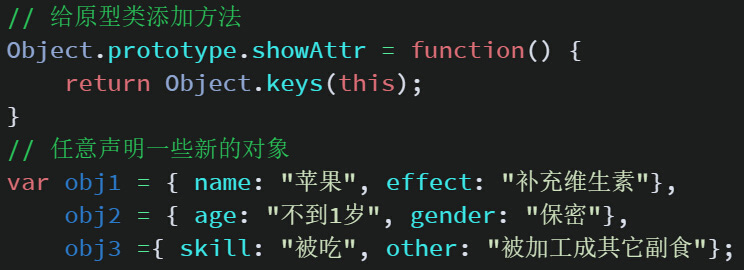 // 给原型类添加方法
Object.prototype.showAttr = function() {
    return Object.keys(this);
}
// 任意声明一些新的对象
var obj1 = { name: "苹果", effect: "补充维生素"},
    obj2 = { age: "不到1岁", gender: "保密"},
    obj3 ={ skill: "被吃", other: "被加工成其它副食"};